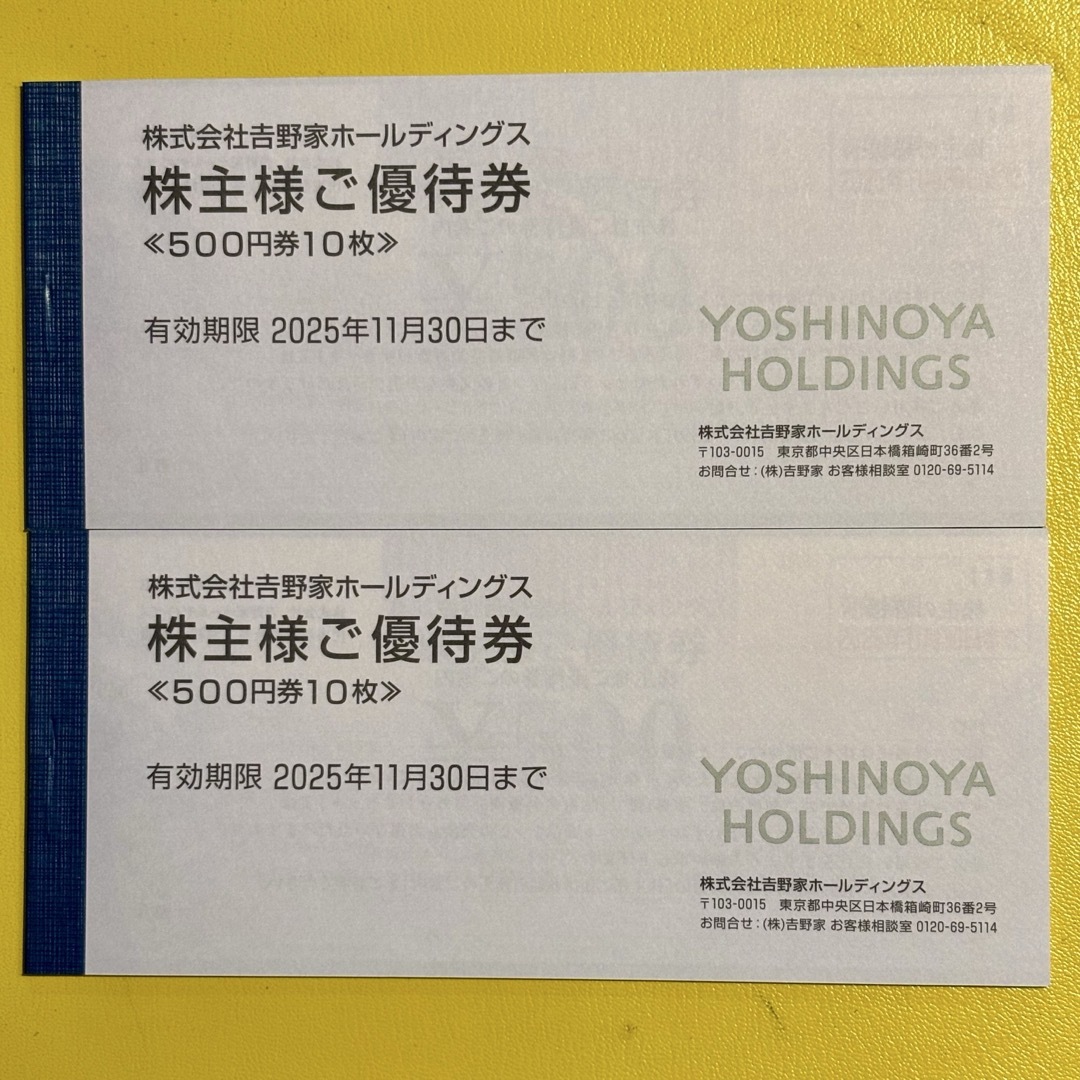 株式会社𠮷野家ホールディングス
株主様ご優待券
≪500円券10枚≫
有効期限 2025年11月30日まで
YOSHINOYA
HOLDINGS
株式会社𠮷野家ホールディングス
〒103-0015 東京都中央区日本橋箱崎町36番2号
お問合せ：(株)𠮷野家 お客様相談室 0120-69-5114
株式会社𠮷野家ホールディングス
株主様ご優待券
≪500円券10枚≫
有効期限 2025年11月30日まで
YOSHINOYA
HOLDINGS
株式会社𠮷野家ホールディングス
〒103-0015 東京都中央区日本橋箱崎町36番2号
お問合せ：(株)𠮷野家 お客様相談室 0120-69-5114